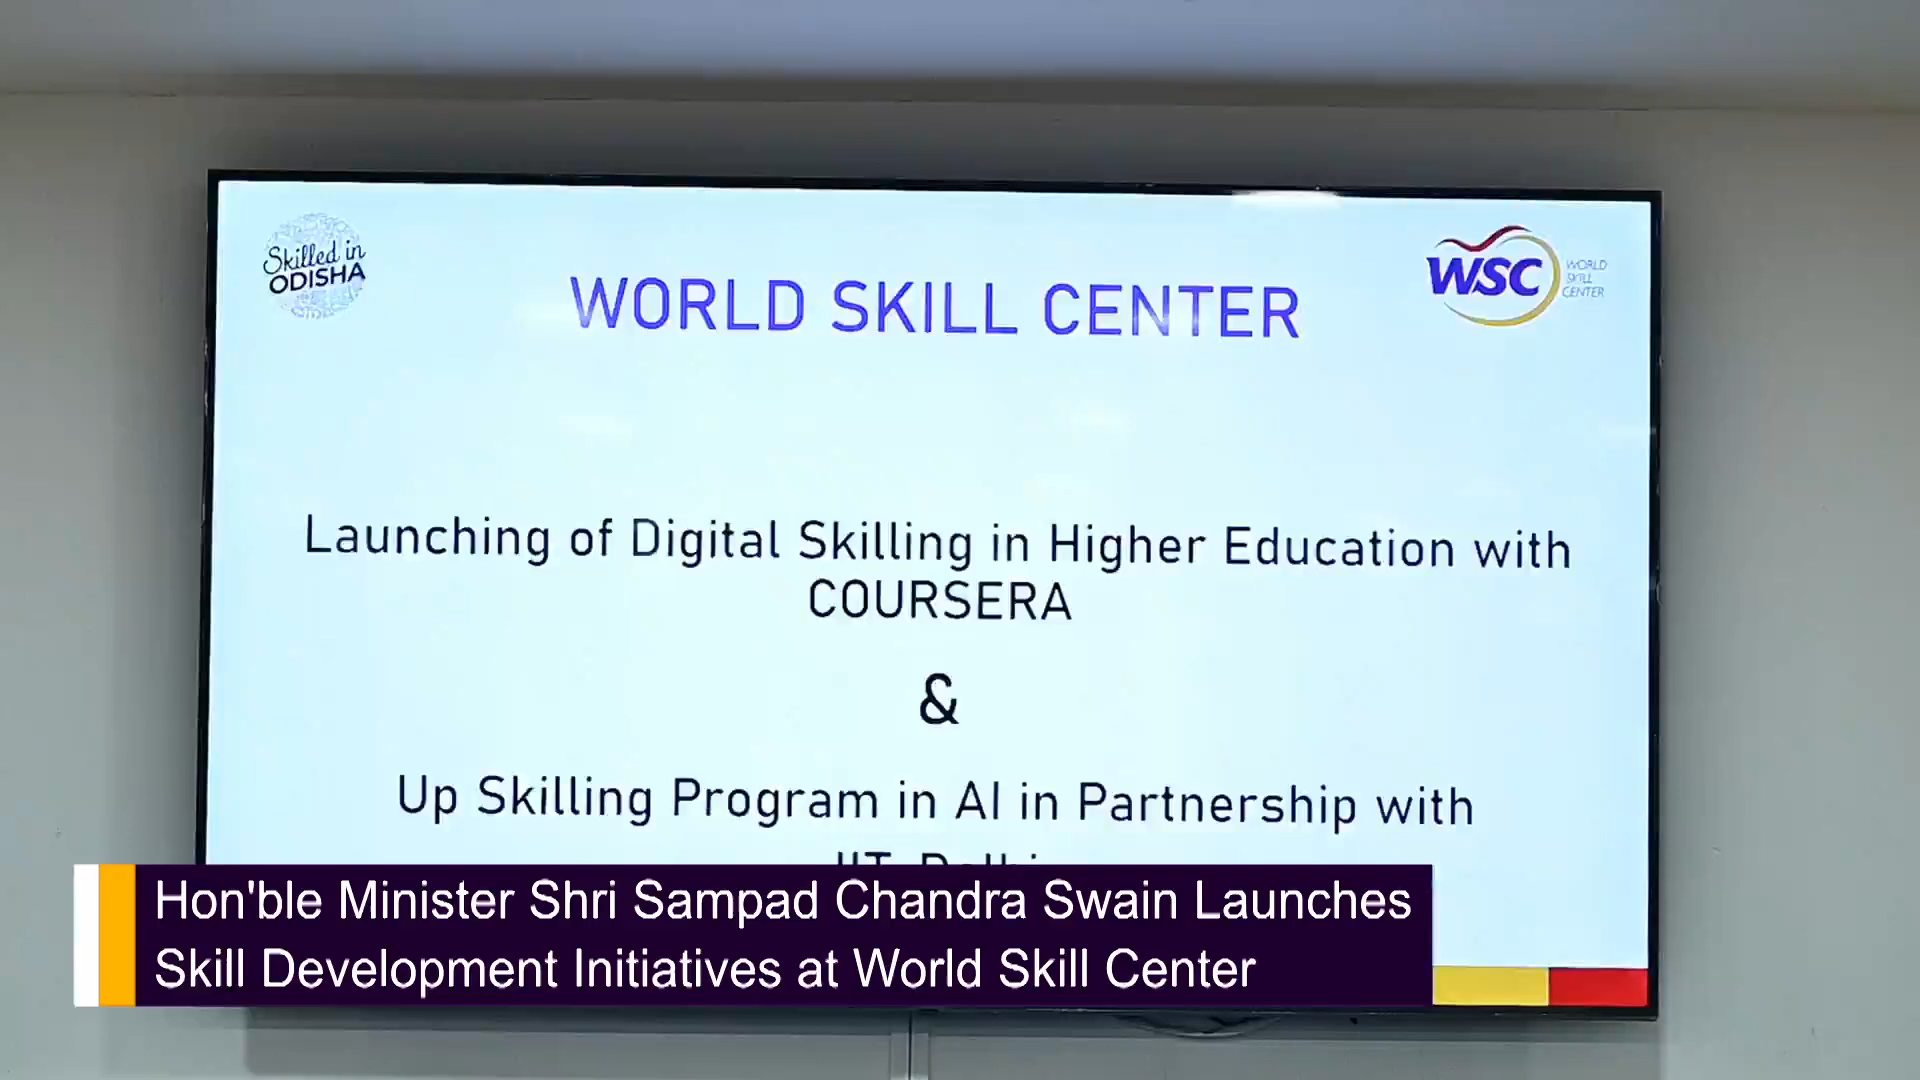 Skilled in
ODISHA
WORLD SKILL CENTER
WSC
WORLD
SKILL
CENTER
Launching of Digital Skilling in Higher Education with
COURSERA
&
Up Skilling Program in AI in Partnership with
Hon'ble Minister Shri Sampad Chandra Swain Launches
Skill Development Initiatives at World Skill Center